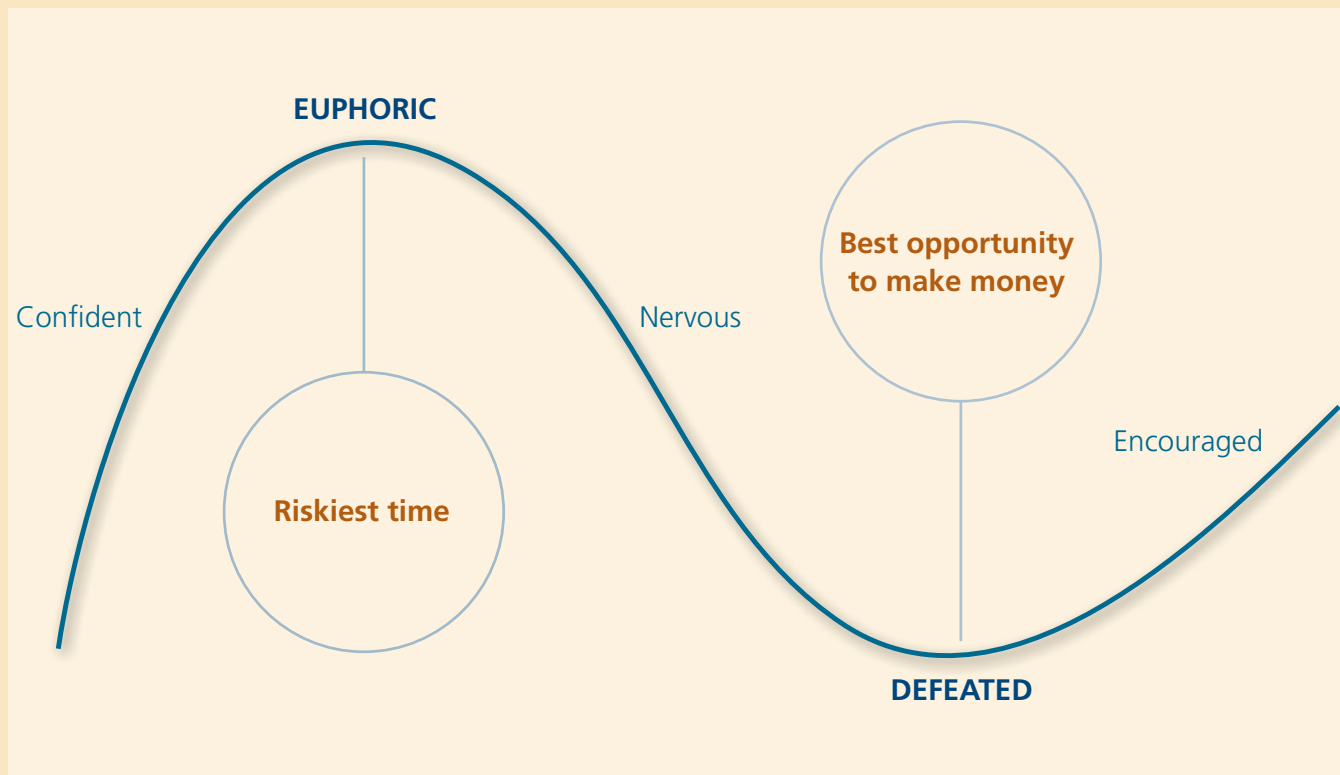 EUPHORIC
Confident
Riskiest time
Nervous
Best opportunity
to make money
Encouraged
DEFEATED